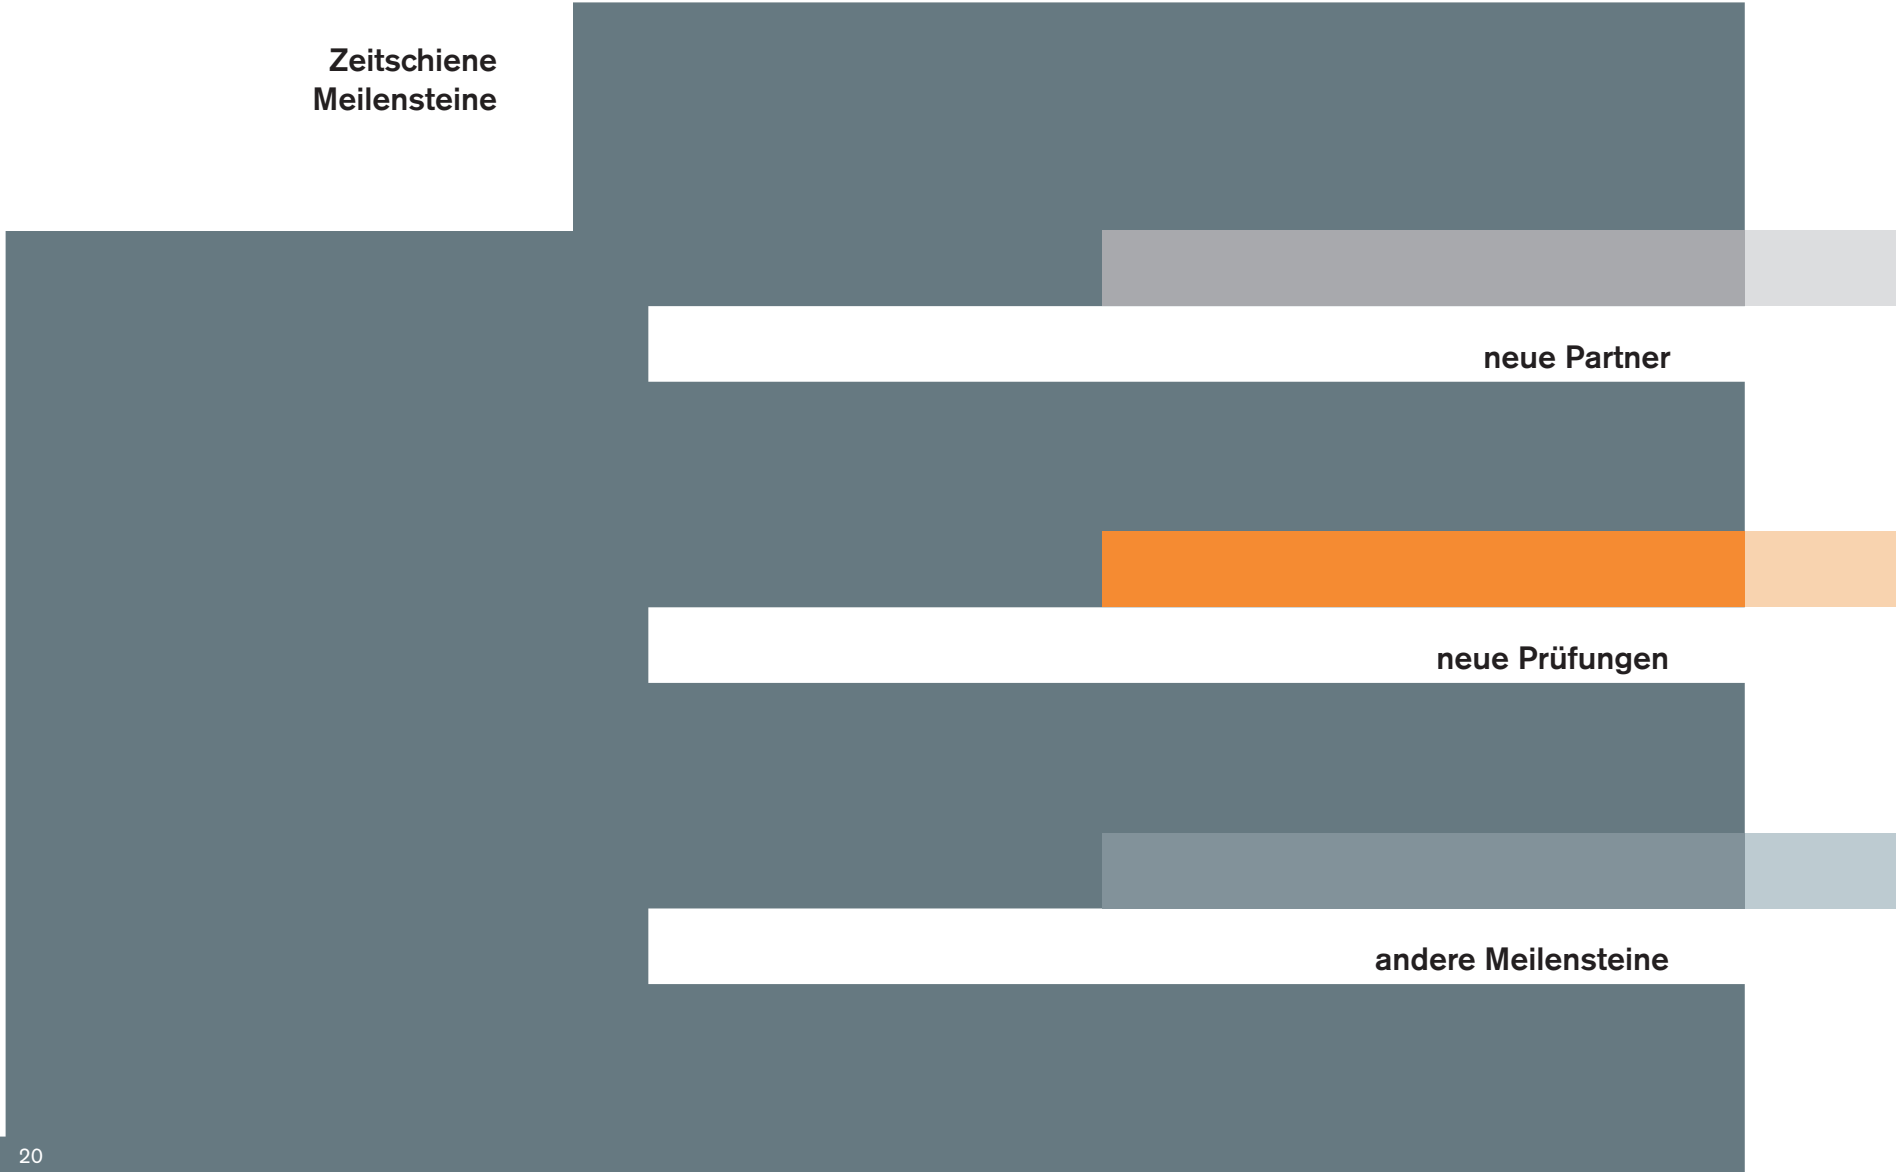 Zeitschiene
Meilensteine
neue Partner
neue Prüfungen
andere Meilensteine
20